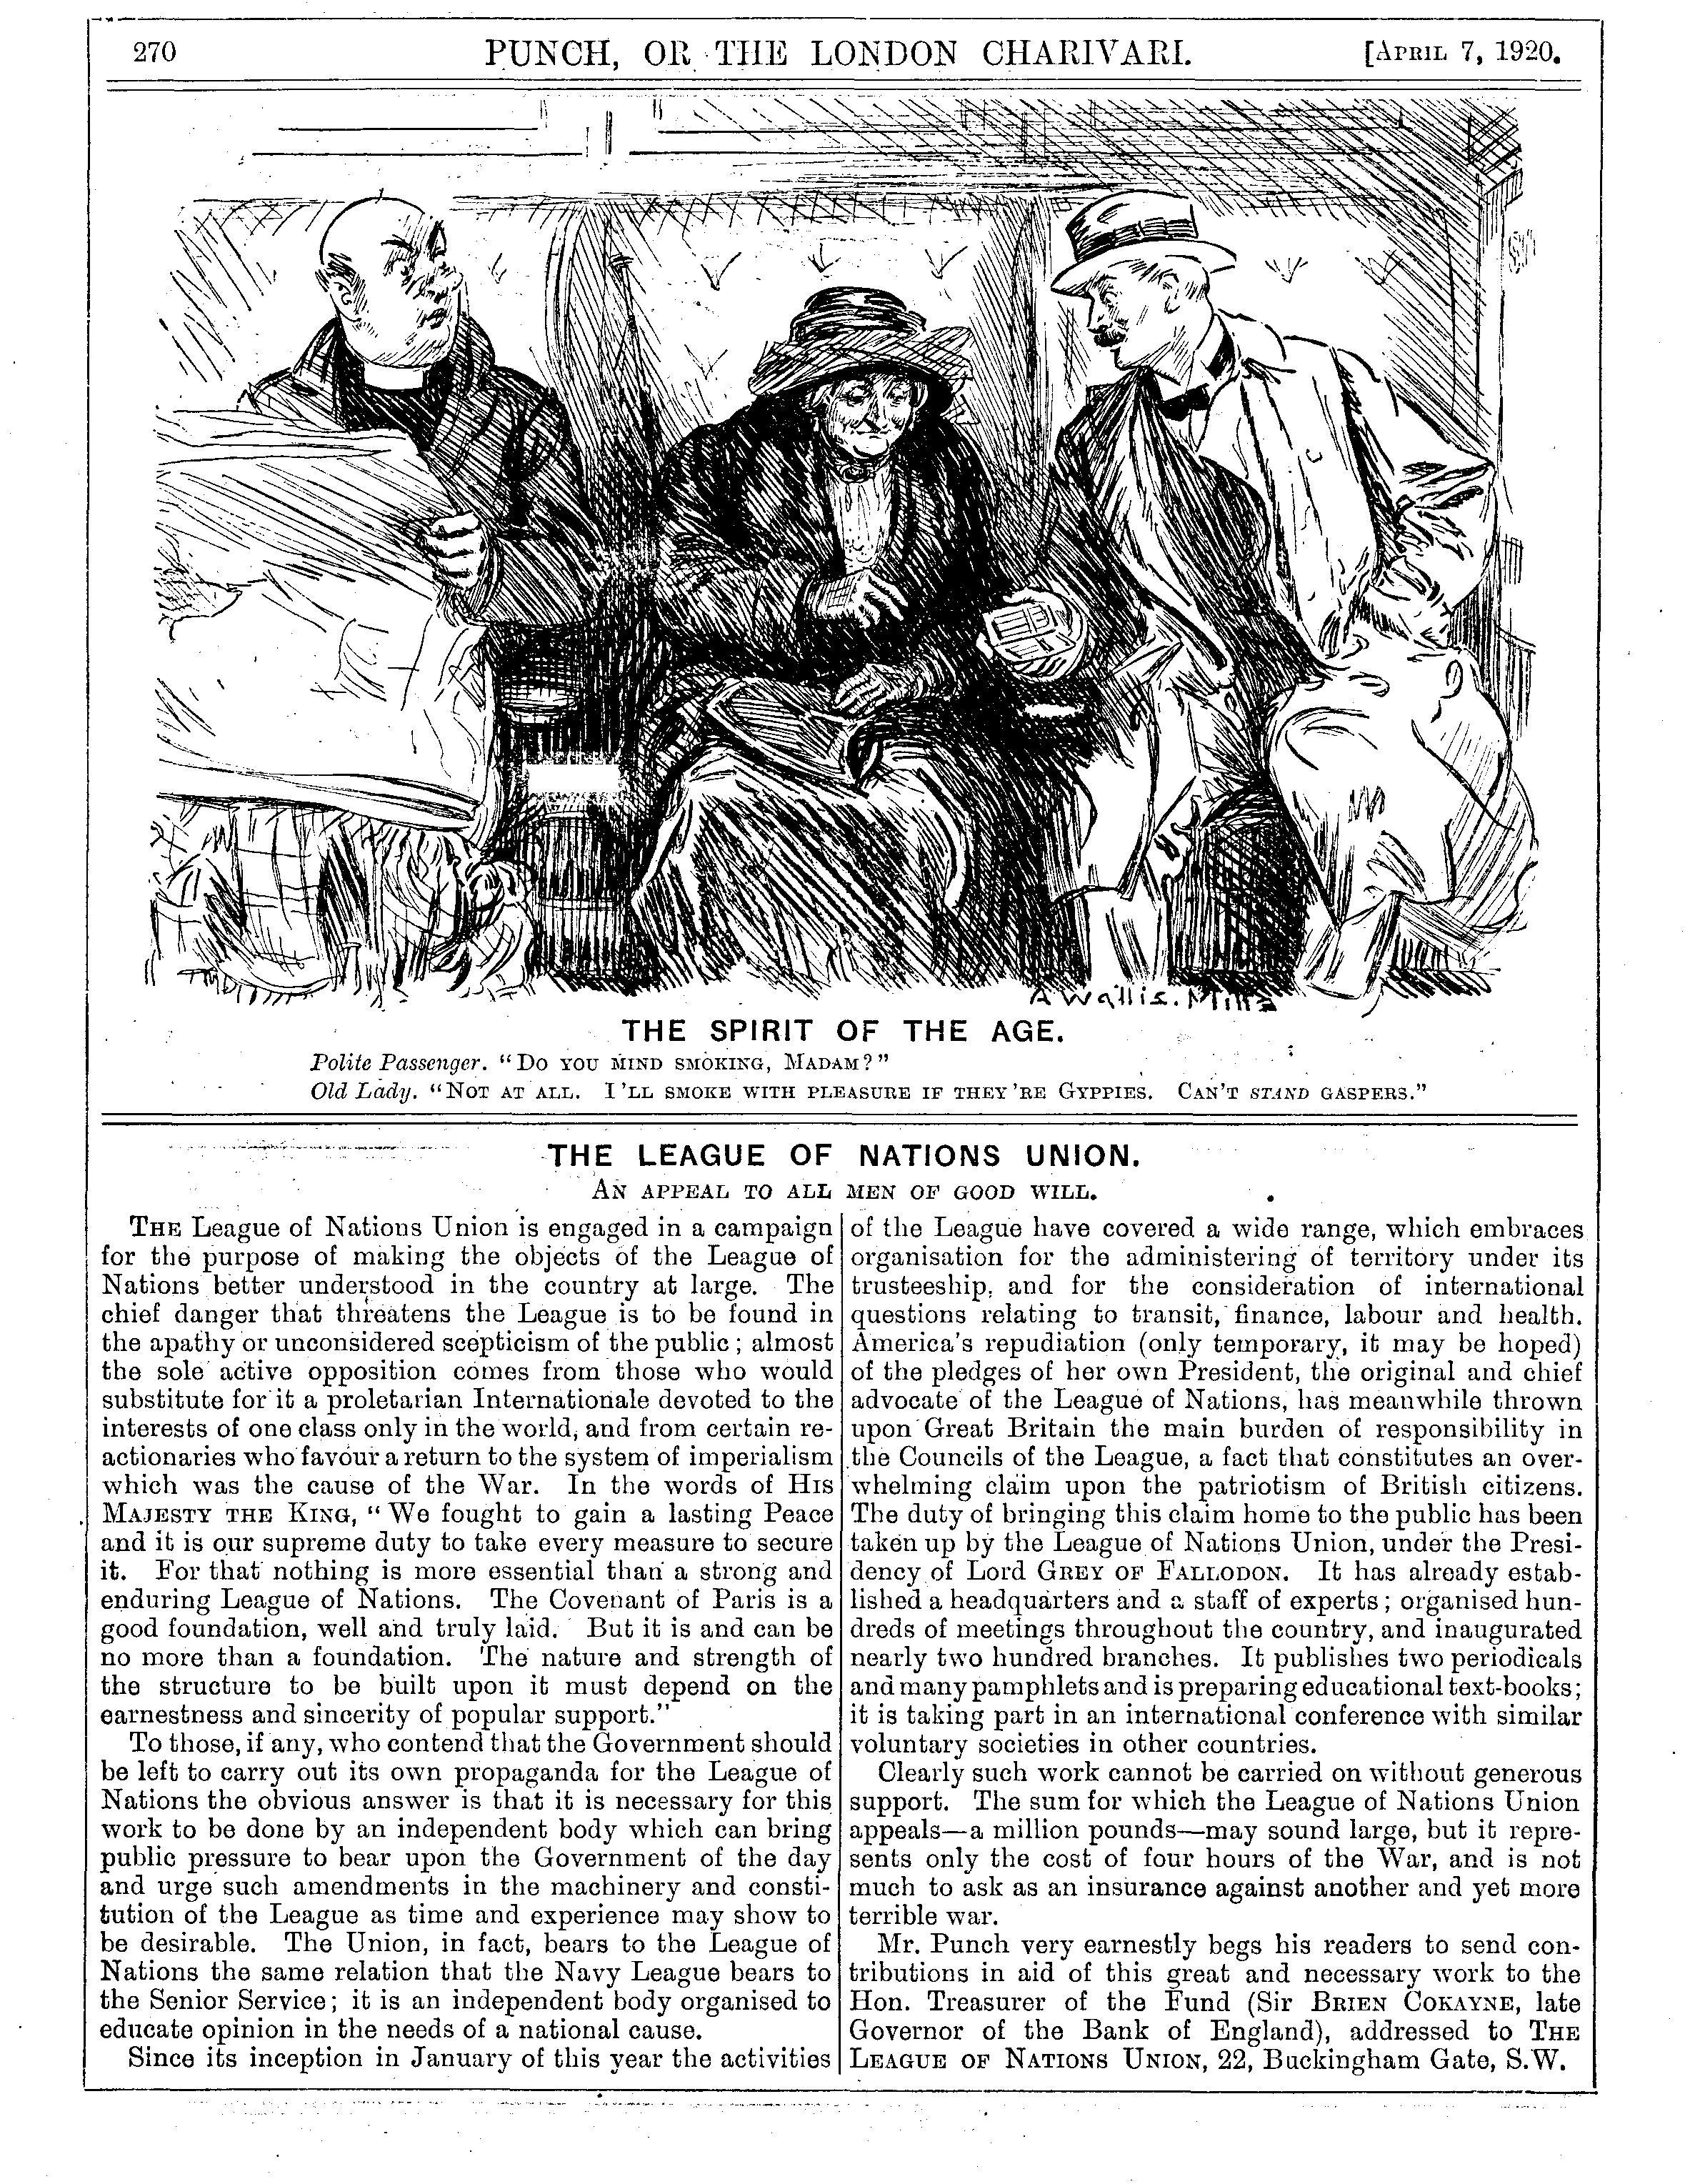 270 PUNCH, OR THE LONDON CHARIVARI. [APRIL 7, 1920.
A Wallis. Mills
THE SPIRIT OF THE AGE.
Polite Passenger. "DO YOU MIND SMOKING, MADAM?"
Old Lady. "NOT AT ALL. I'LL SMOKE WITH PLEASURE IF THEY'RE GYPPIES. CAN'T STAND GASPERS."
THE LEAGUE OF NATIONS UNION.
AN APPEAL TO ALL MEN OF GOOD WILL.
THE League of Nations Union is engaged in a campaign
for the purpose of making the objects of the League of
Nations better understood in the country at large. The
chief danger that threatens the League is to be found in
the apathy or unconsidered scepticism of the public; almost
the sole active opposition comes from those who would
substitute for it a proletarian Internationale devoted to the
interests of one class only in the world, and from certain re-
actionaries who favour a return to the system of imperialism
which was the cause of the War. In the words of HIS
MAJESTY THE KING, "We fought to gain a lasting Peace
and it is our supreme duty to take every measure to secure
it. For that nothing is more essential than a strong and
enduring League of Nations. The Covenant of Paris is a
good foundation, well and truly laid. But it is and can be
no more than a foundation. The nature and strength of
the structure to be built upon it must depend on the
earnestness and sincerity of popular support."
To those, if any, who contend that the Government should
be left to carry out its own propaganda for the League of
Nations the obvious answer is that it is necessary for this
work to be done by an independent body which can bring
public pressure to bear upon the Government of the day
and urge such amendments in the machinery and consti-
tution of the League as time and experience may show to
be desirable. The Union, in fact, bears to the League of
Nations the same relation that the Navy League bears to
the Senior Service; it is an independent body organised to
educate opinion in the needs of a national cause.
Since its inception in January of this year the activities
of the League have covered a wide range, which embraces
organisation for the administering of territory under its
trusteeship, and for the consideration of international
questions relating to transit, finance, labour and health.
America's repudiation (only temporary, it may be hoped)
of the pledges of her own President, the original and chief
advocate of the League of Nations, has meanwhile thrown
upon Great Britain the main burden of responsibility in
the Councils of the League, a fact that constitutes an over-
whelming claim upon the patriotism of British citizens.
The duty of bringing this claim home to the public has been
taken up by the League of Nations Union, under the Presi-
dency of Lord GREY OF FALLODON. It has already estab-
lished a headquarters and a staff of experts; organised hun-
dreds of meetings throughout the country, and inaugurated
nearly two hundred branches. It publishes two periodicals
and many pamphlets and is preparing educational text-books;
it is taking part in an international conference with similar
voluntary societies in other countries.
Clearly such work cannot be carried on without generous
support. The sum for which the League of Nations Union
appeals—a million pounds—may sound large, but it repre-
sents only the cost of four hours of the War, and is not
much to ask as an insurance against another and yet more
terrible war.
Mr. Punch very earnestly begs his readers to send con-
tributions in aid of this great and necessary work to the
Hon. Treasurer of the Fund (Sir BRIEN COKAYNE, late
Governor of the Bank of England), addressed to THE
LEAGUE OF NATIONS UNION, 22, Buckingham Gate, S.W.